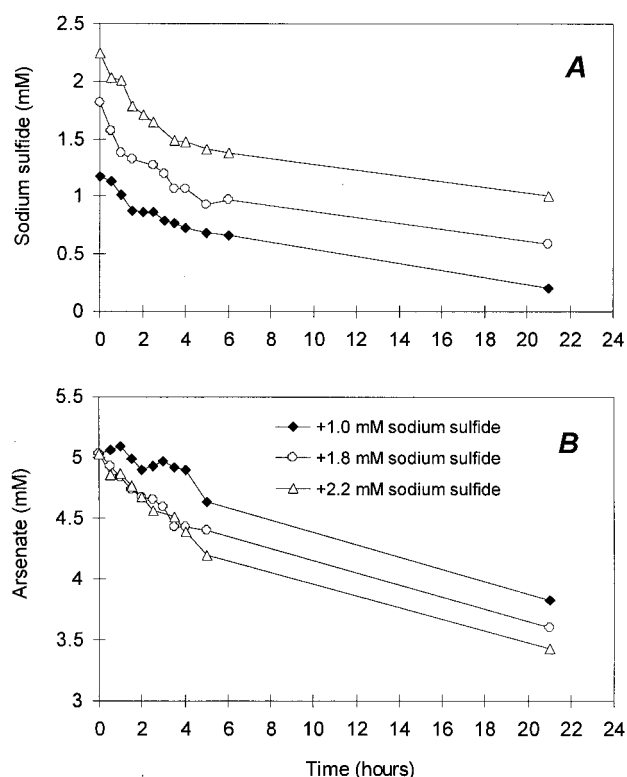 A
Sodium sulfide (mM)
2.5
2
1.5
1
0.5
0
0 2 4 6 8 10 12 14 16 18 20 22 24
B
Arsenate (mM)
5.5
5
4.5
4
3.5
3
+1.0 mM sodium sulfide
+1.8 mM sodium sulfide
+2.2 mM sodium sulfide
0 2 4 6 8 10 12 14 16 18 20 22 24
Time (hours)